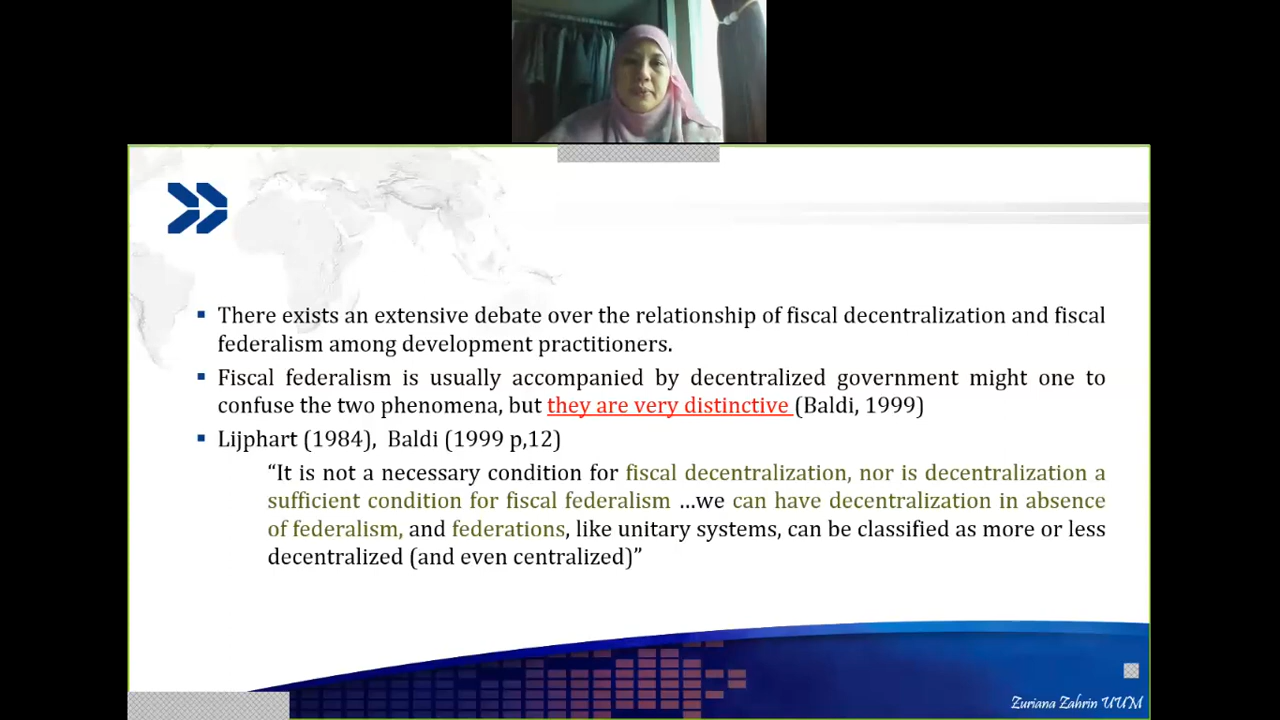 ▪ There exists an extensive debate over the relationship of fiscal decentralization and fiscal
federalism among development practitioners.
▪ Fiscal federalism is usually accompanied by decentralized government might one to
confuse the two phenomena, but they are very distinctive (Baldi, 1999)
▪ Lijphart (1984), Baldi (1999 p,12)
“It is not a necessary condition for fiscal decentralization, nor is decentralization a
sufficient condition for fiscal federalism ...we can have decentralization in absence
of federalism, and federations, like unitary systems, can be classified as more or less
decentralized (and even centralized)”
Zuriana Zahrin UUM